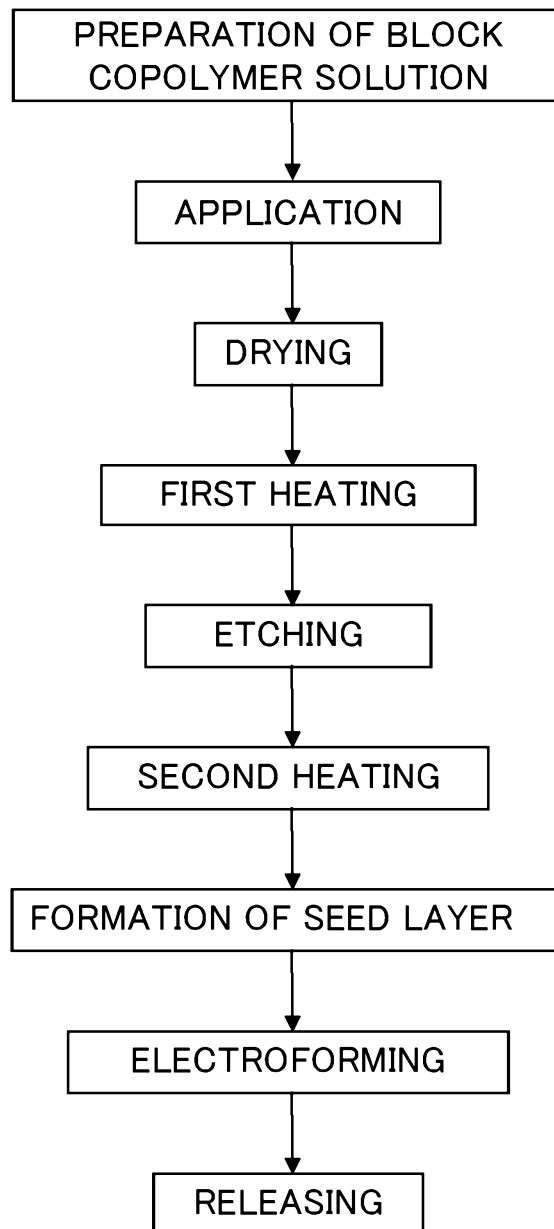 PREPARATION OF BLOCK
COPOLYMER SOLUTION
APPLICATION
DRYING
FIRST HEATING
ETCHING
SECOND HEATING
FORMATION OF SEED LAYER
ELECTROFORMING
RELEASING